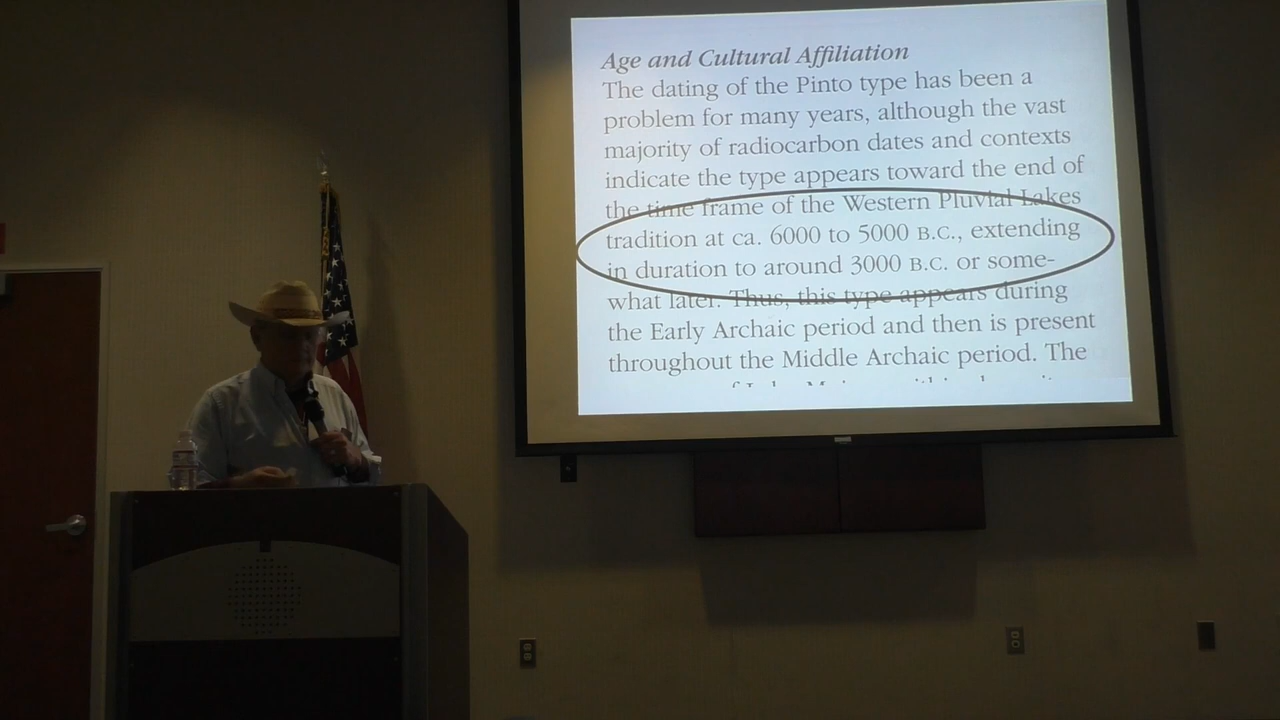 Age and Cultural Affiliation
The dating of the Pinto type has been a
problem for many years, although the vast
majority of radiocarbon dates and contexts
indicate the type appears toward the end of
the time frame of the Western Pluvial Lakes
tradition at ca. 6000 to 5000 B.C., extending
in duration to around 3000 B.C. or some-
what later. Thus, this type appears during
the Early Archaic period and then is present
throughout the Middle Archaic period. The